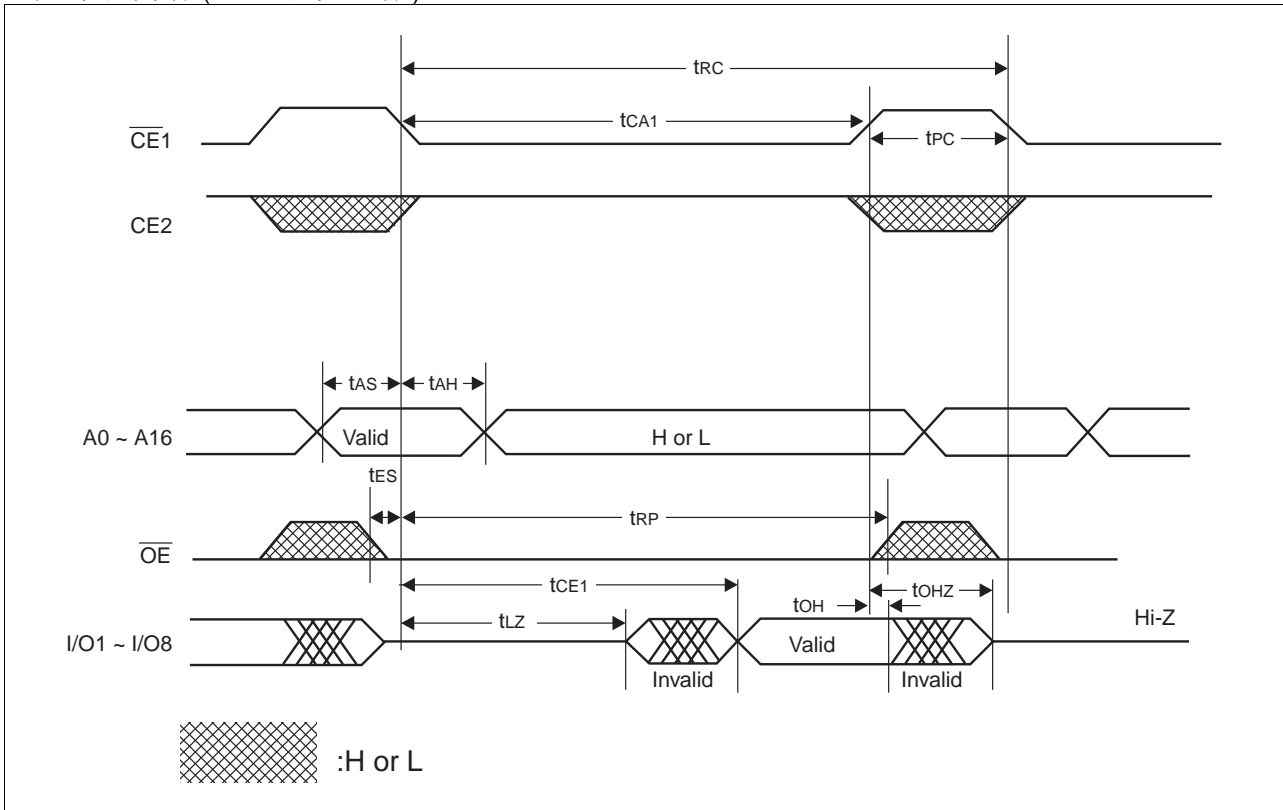 tRC
tCA1
CE1
tPC
CE2
tAS
tAH
A0 ~ A16
Valid
H or L
tES
tRP
OE
tCE1
tOHZ
tOH
tLZ
Hi-Z
I/O1 ~ I/O8
Valid
Invalid
Invalid
:H or L